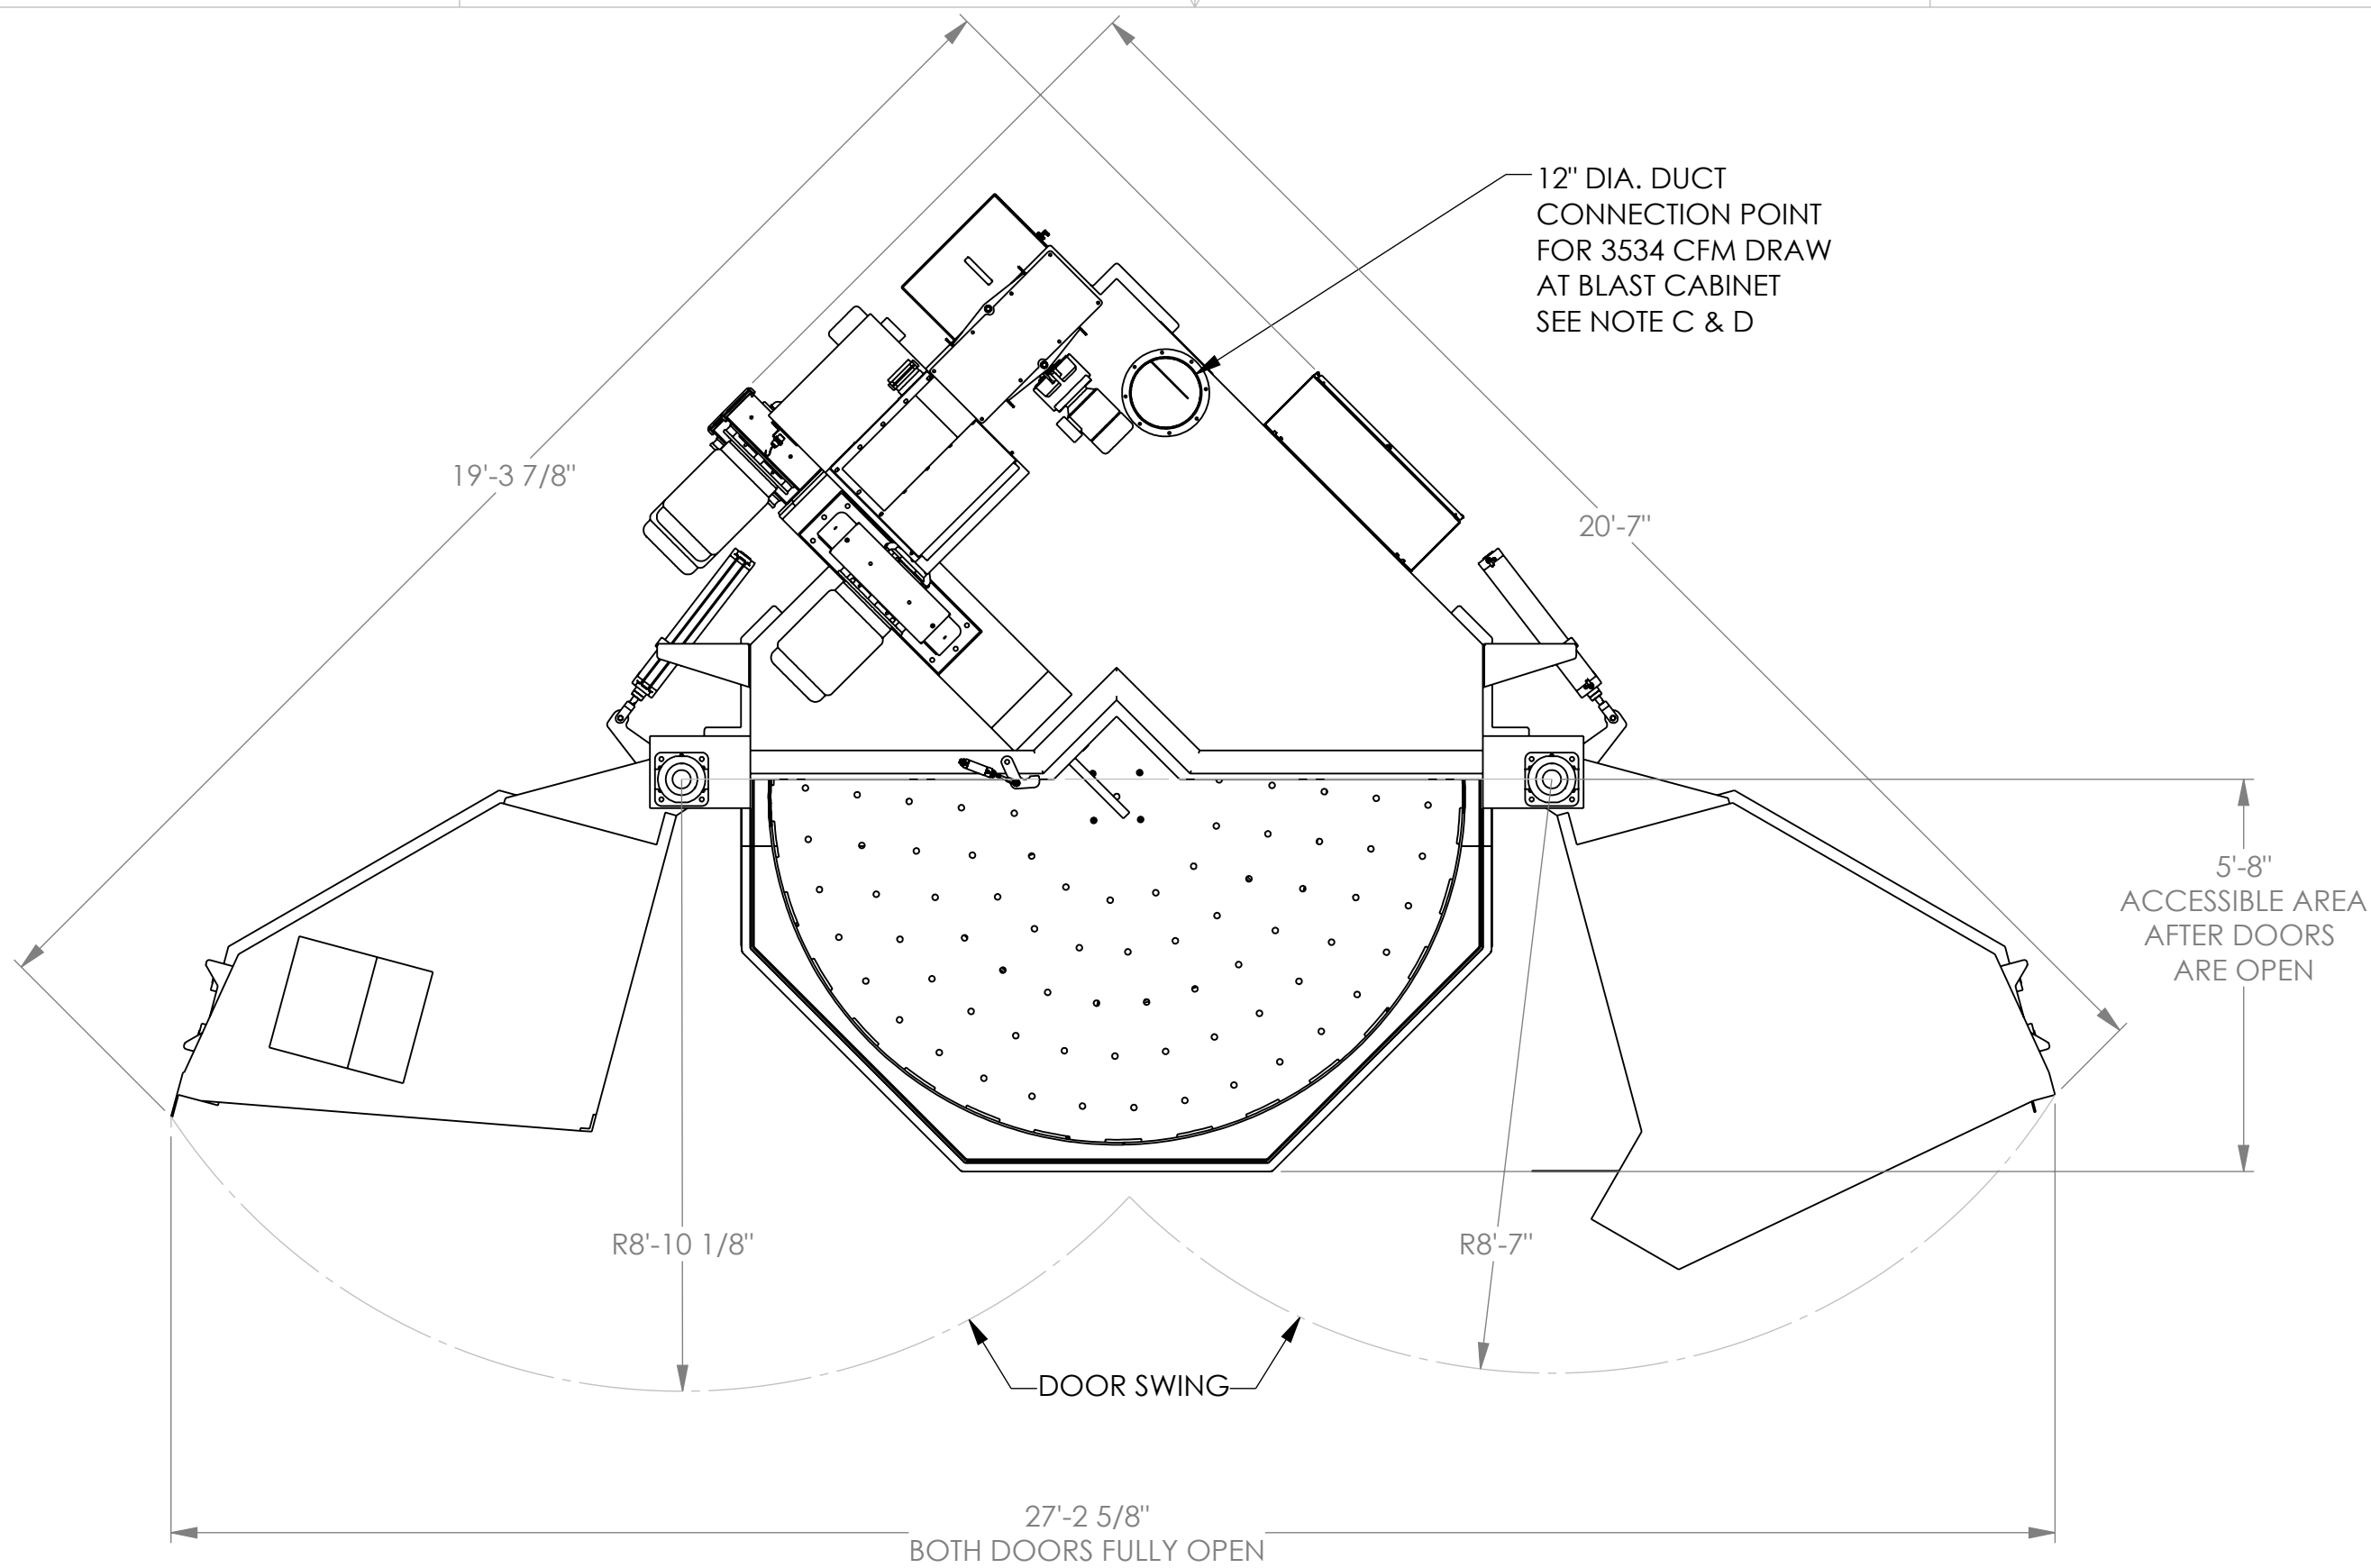 12" DIA. DUCT
CONNECTION POINT
FOR 3534 CFM DRAW
AT BLAST CABINET
SEE NOTE C & D
19'-3 7/8"
20'-7"
5'-8"
ACCESSIBLE AREA
AFTER DOORS
ARE OPEN
R8'-10 1/8"
R8'-7"
DOOR SWING
27'-2 5/8"
BOTH DOORS FULLY OPEN